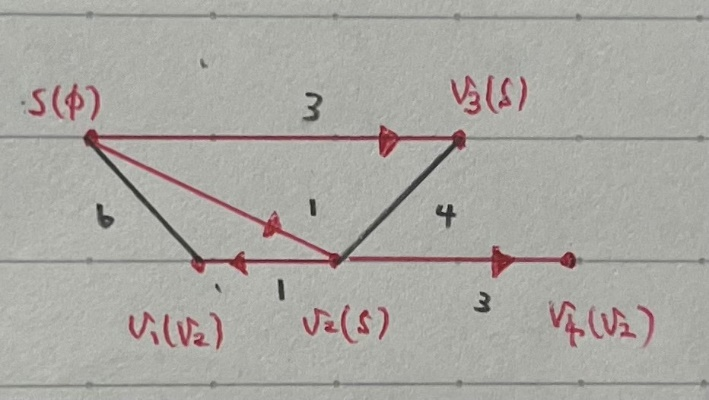 S(ϕ)
3
V₃(S)
6
1
4
1
3
V₁(V₂)
V₂(S)
V₄(V₂)